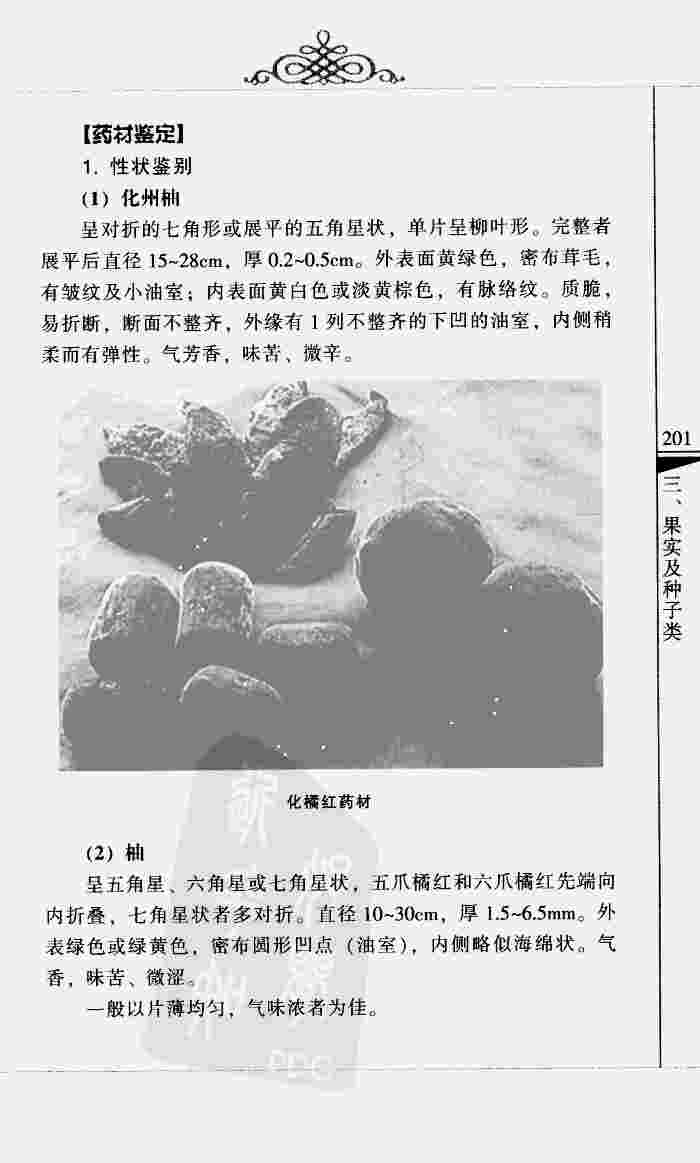 【药材鉴定】
1. 性状鉴别
(1) 化州柚
呈对折的七角形或展平的五角星状，单片呈柳叶形。完整者
展平后直径 15~28cm，厚 0.2~0.5cm。外表面黄绿色，密布茸毛，
有皱纹及小油室；内表面黄白色或淡黄棕色，有脉络纹。质脆，
易折断，断面不整齐，外缘有 1 列不整齐的下凹的油室，内侧稍
柔而有弹性。气芳香，味苦、微辛。
化橘红药材
(2) 柚
呈五角星、六角星或七角星状，五爪橘红和六爪橘红先端向
内折叠，七角星状者多对折。直径 10~30cm，厚 1.5~6.5mm。外
表绿色或绿黄色，密布圆形凹点（油室），内侧略似海绵状。气
香，味苦、微涩。
一般以片薄均匀，气味浓者为佳。
201
三、果实及种子类